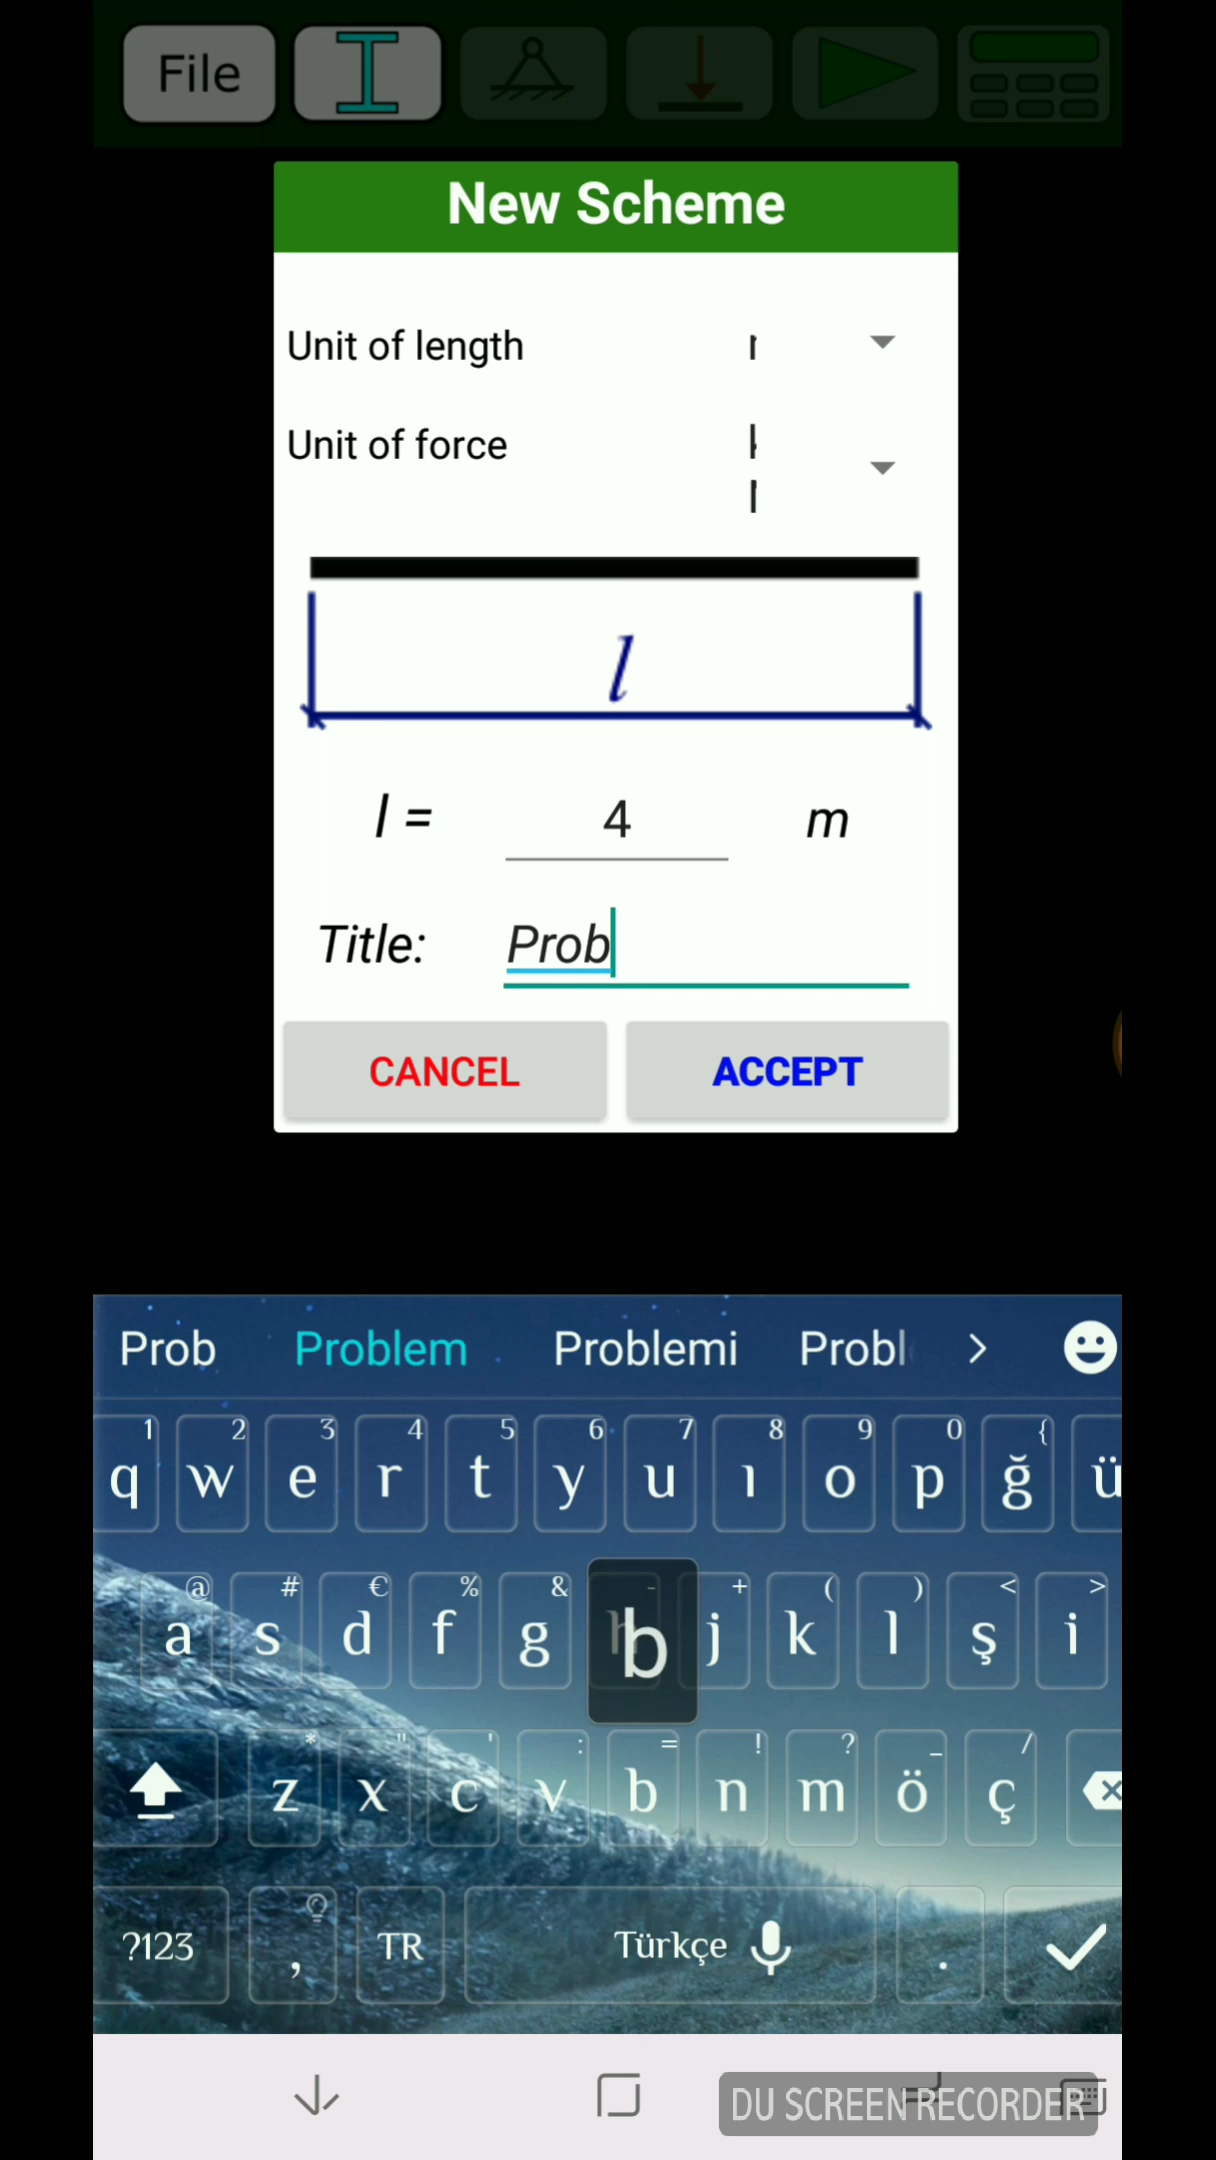 File
New Scheme
Unit of length
Unit of force
l
l = 4 m
Title: Prob
CANCEL ACCEPT
Prob Problem Problemi Probl
1 2 3 4 5 6 7 8 9 0 {
q w e r t y u ı o p ğ ü
@ # € % & - + ( ) < >
a s d f g b j k l ş i
* " ' : = ! ? _ /
z x c v b n m ö ç
?123 , TR Türkçe .
DU SCREEN RECORDER